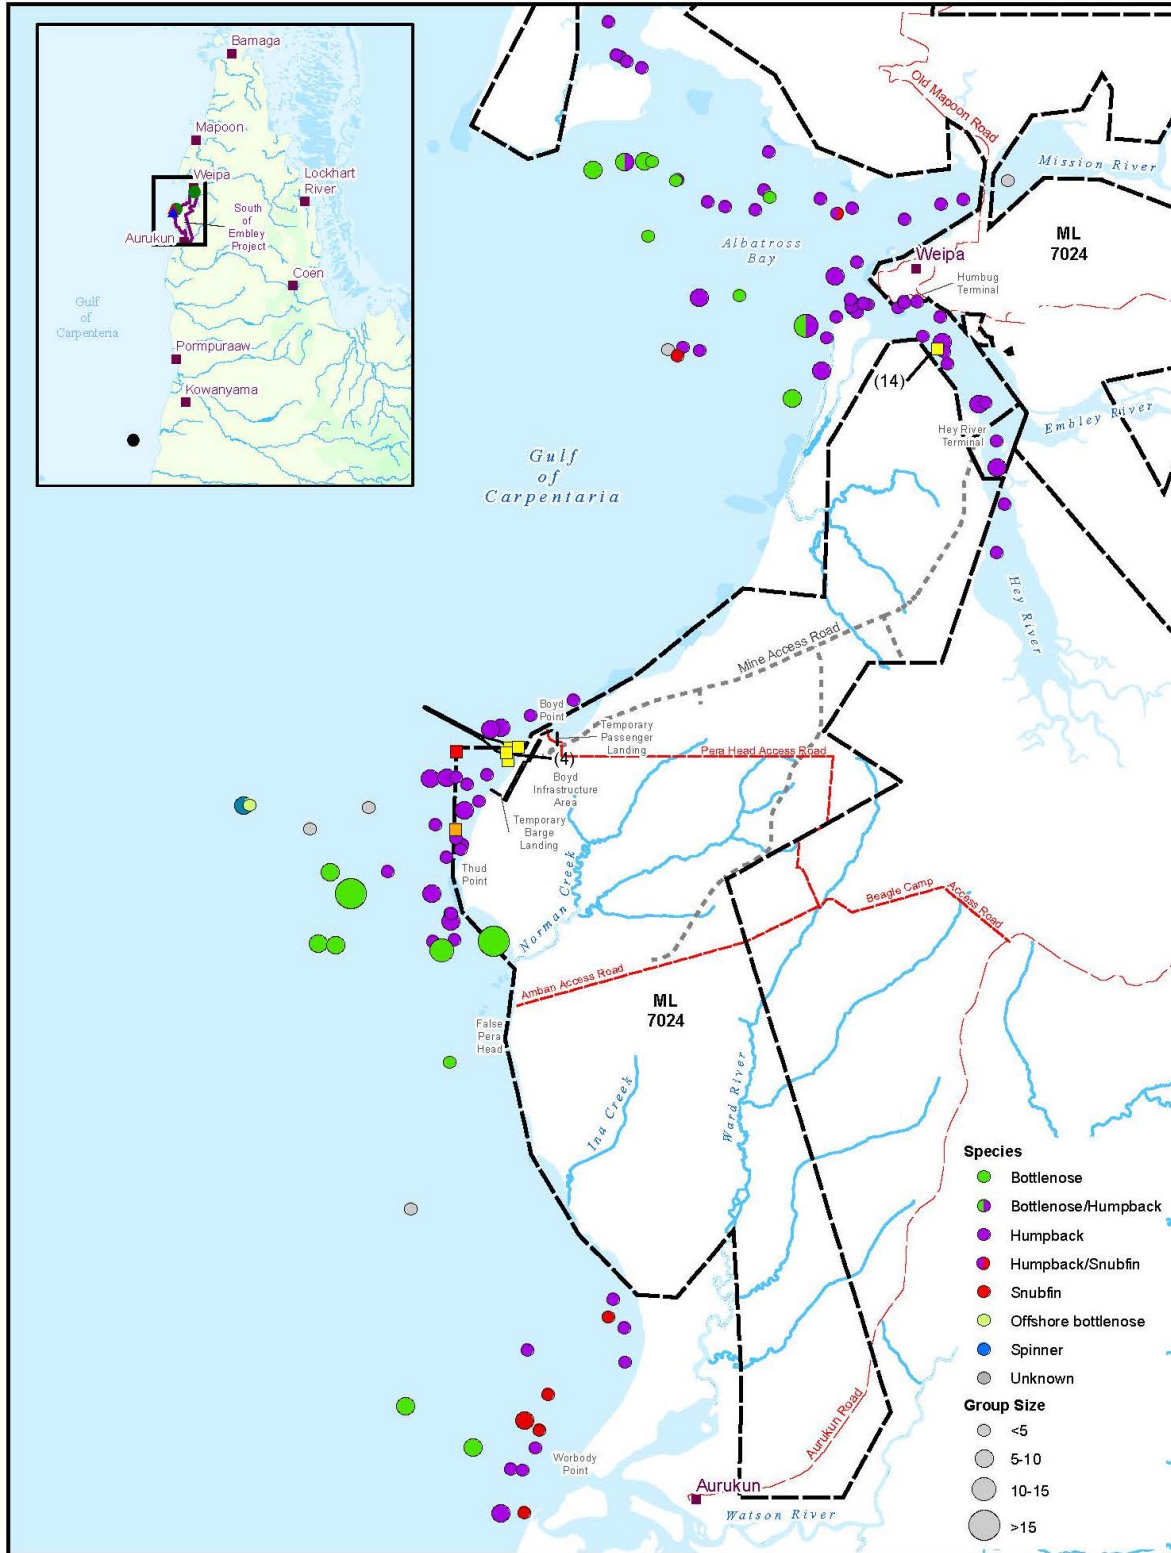 Bamaga
Mapoon
Weipa
Lockhart
River
South
of
Embley
Project
Aurukun
Coen
Gulf
of
Carpenteria
Pormpuraaw
Kowanyama
Old Mapoon Road
Mission River
ML
7024
Albatross
Bay
Weipa
Humbug
Terminal
(14)
Embley River
Hey River
Terminal
Gulf
of
Carpentaria
Hey River
Mine Access Road
Boyd
Point
Temporary
Passenger
Landing
(4)
Pera Head Access Road
Boyd
Infrastructure
Area
Temporary
Barge
Landing
Thud
Point
Norman Creek
Beagle Camp Access Road
Amban Access Road
ML
7024
False
Pera
Head
Ina Creek
Ward River
Aurukun Road
Worbody
Point
Aurukun
Watson River
Species
Bottlenose
Bottlenose/Humpback
Humpback
Humpback/Snubfin
Snubfin
Offshore bottlenose
Spinner
Unknown
Group Size
<5
5-10
10-15
>15